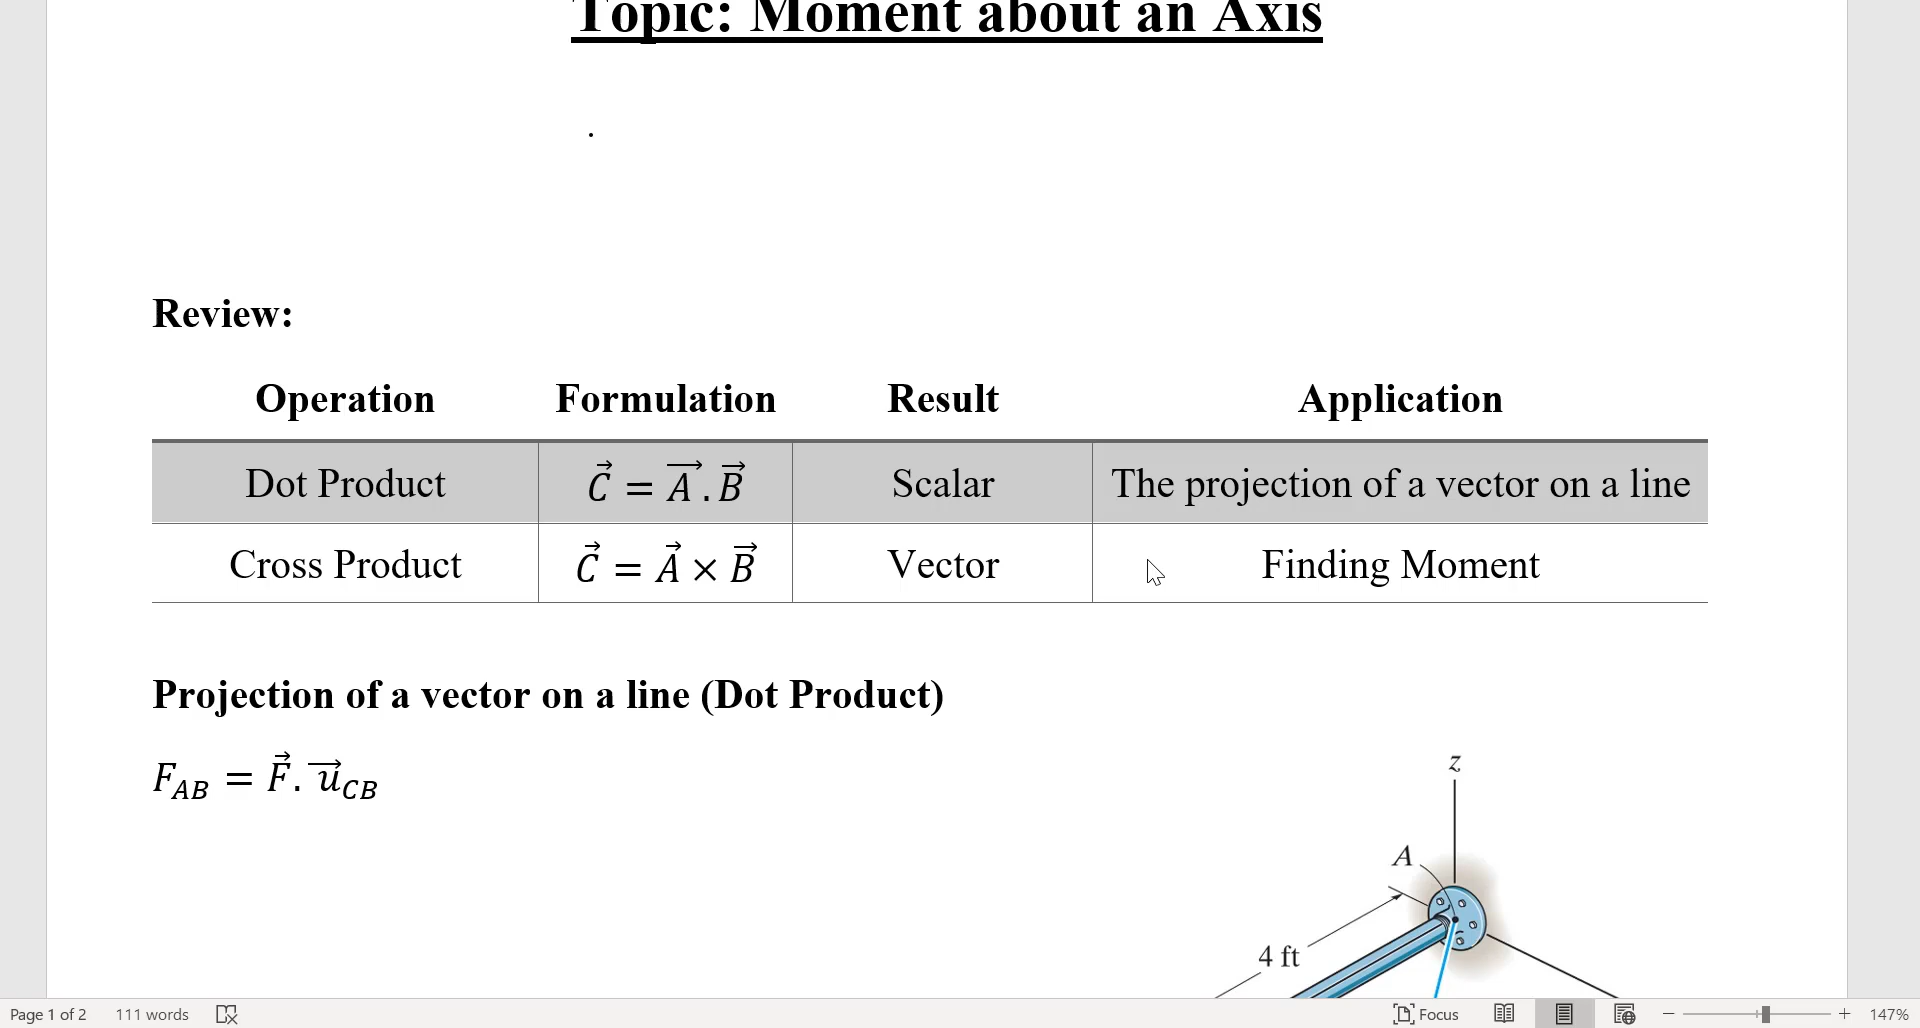 Topic: Moment about an Axis
.
Review:
Operation Formulation Result Application
Dot Product C⃗ = A⃗ . B⃗ Scalar The projection of a vector on a line
Cross Product C⃗ = A⃗ × B⃗ Vector Finding Moment
Projection of a vector on a line (Dot Product)
F_AB = F⃗. u⃗_CB
z
A
4 ft
Page 1 of 2 111 words Focus 147%